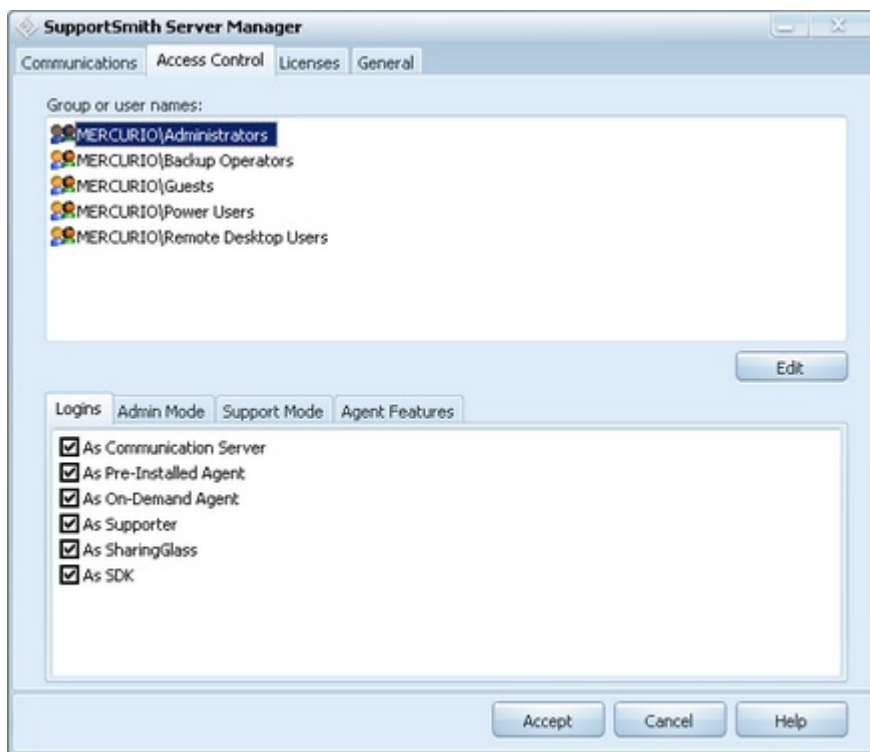 SupportSmith Server Manager
Communications Access Control Licenses General
Group or user names:
MERCURIO\Administrators
MERCURIO\Backup Operators
MERCURIO\Guests
MERCURIO\Power Users
MERCURIO\Remote Desktop Users
Edit
Logins Admin Mode Support Mode Agent Features
As Communication Server
As Pre-Installed Agent
As On-Demand Agent
As Supporter
As SharingGlass
As SDK
Accept Cancel Help